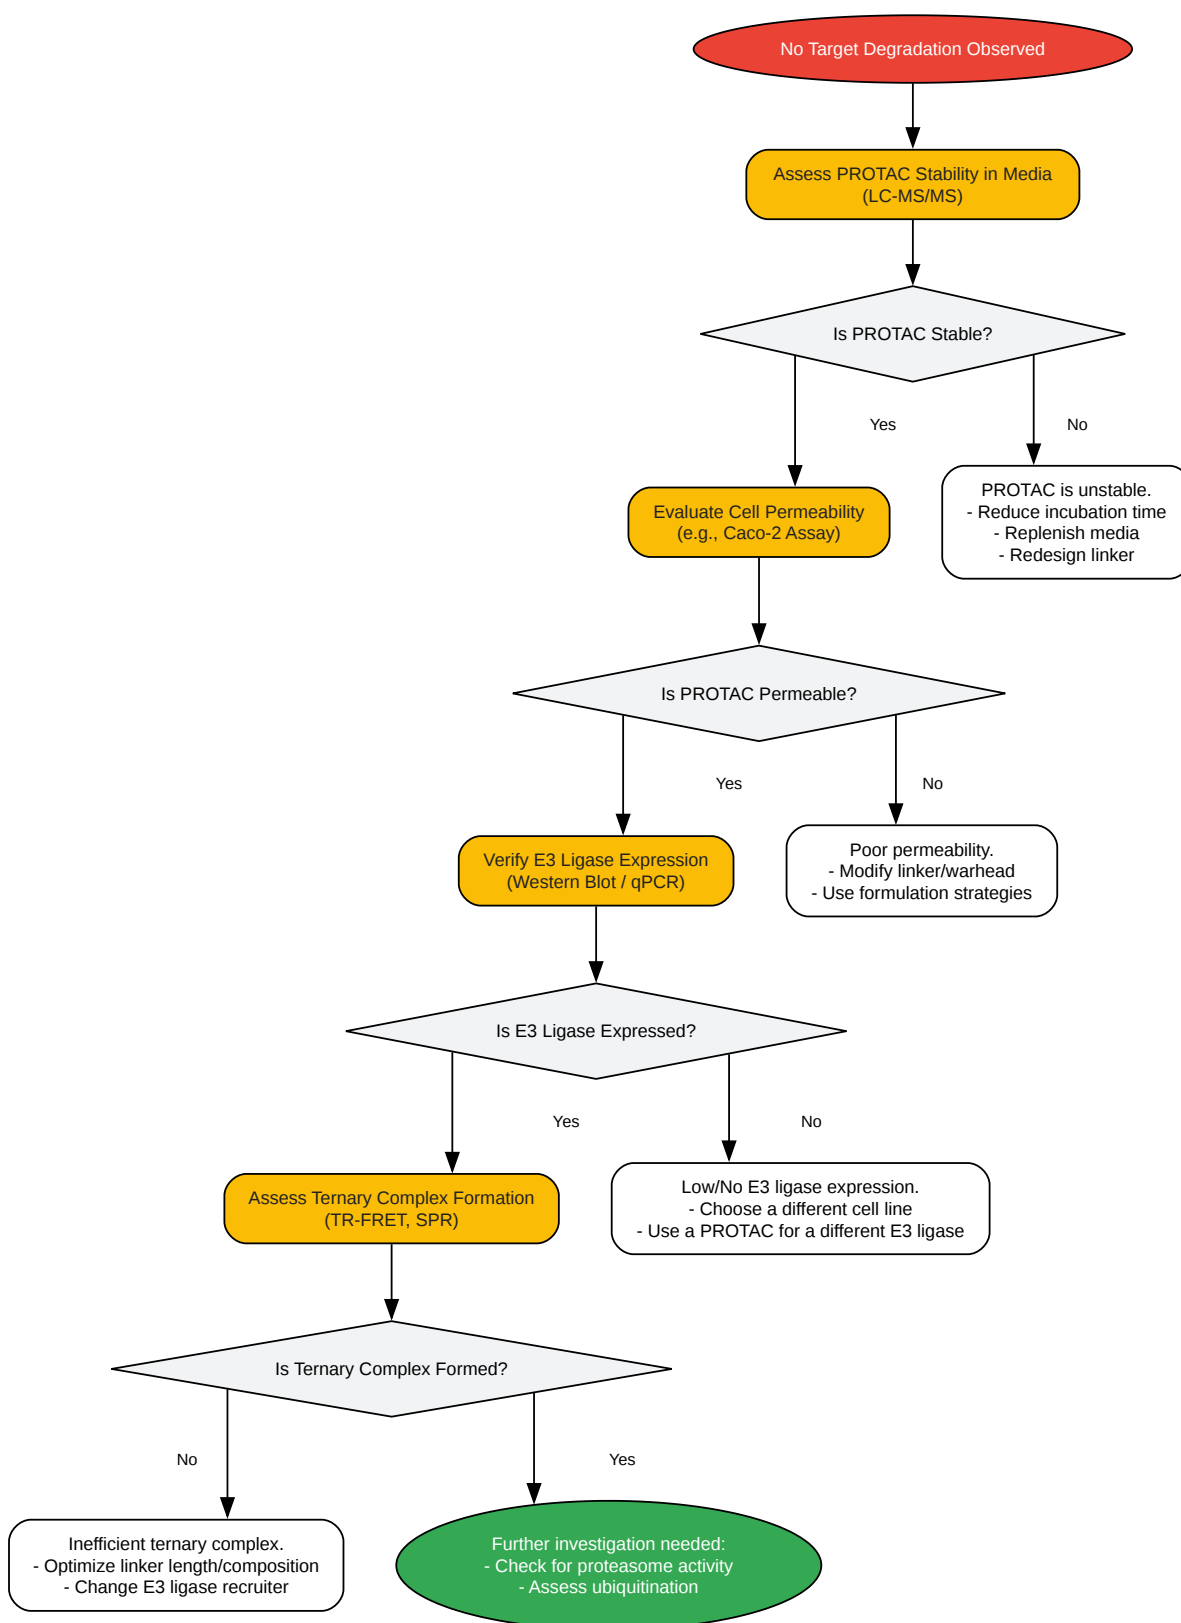 No Target Degradation Observed
Assess PROTAC Stability in Media
(LC-MS/MS)
Is PROTAC Stable?
Yes
No
Evaluate Cell Permeability
(e.g., Caco-2 Assay)
PROTAC is unstable.
- Reduce incubation time
- Replenish media
- Redesign linker
Is PROTAC Permeable?
Yes
No
Verify E3 Ligase Expression
(Western Blot / qPCR)
Poor permeability.
- Modify linker/warhead
- Use formulation strategies
Is E3 Ligase Expressed?
Yes
No
Assess Ternary Complex Formation
(TR-FRET, SPR)
Low/No E3 ligase expression.
- Choose a different cell line
- Use a PROTAC for a different E3 ligase
Is Ternary Complex Formed?
No
Yes
Inefficient ternary complex.
- Optimize linker length/composition
- Change E3 ligase recruiter
Further investigation needed:
- Check for proteasome activity
- Assess ubiquitination